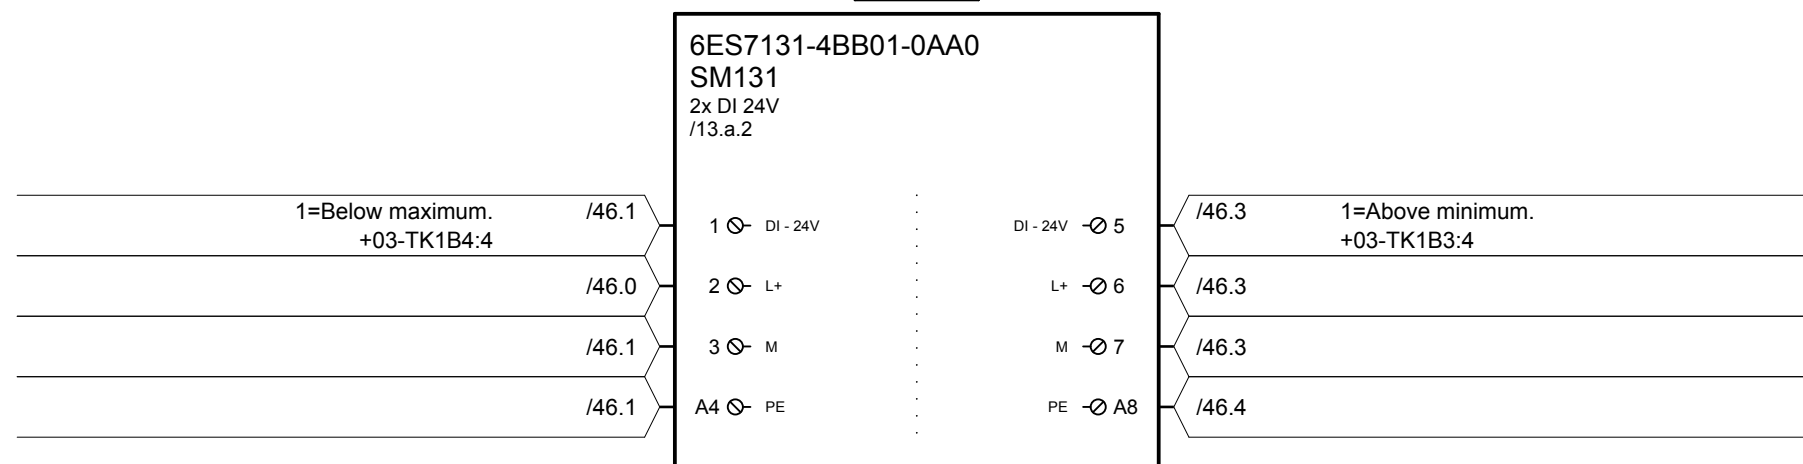 6ES7131-4BB01-0AA0
SM131
2x DI 24V
/13.a.2
1=Below maximum. /46.1 1 DI - 24V DI - 24V 5 /46.3 1=Above minimum.
+03-TK1B4:4 +03-TK1B3:4
/46.0 2 L+ L+ 6 /46.3
/46.1 3 M M 7 /46.3
/46.1 A4 PE PE A8 /46.4